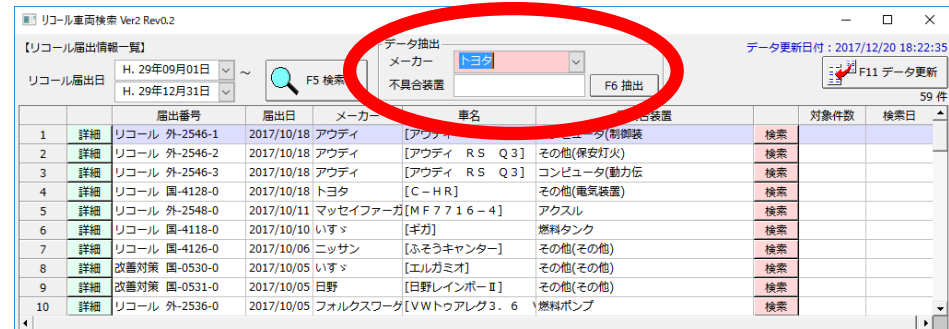 リコール車両検索 Ver2 Rev0.2
【リコール届出情報一覧】
データ抽出
データ更新日付 : 2017/12/20 18:22:35
リコール届出日
H. 29年09月01日 ~
H. 29年12月31日
F5 検索
メーカー トヨタ
不具合装置
F6 抽出
F11 データ更新
59 件
届出番号 届出日 メーカー 車名 装置 対象件数 検索日
1 詳細 リコール 外-2546-1 2017/10/18 アウディ [アウディ ータ(制御装 検索
2 詳細 リコール 外-2546-2 2017/10/18 アウディ [アウディ ＲＳ Ｑ３] その他(保安灯火) 検索
3 詳細 リコール 外-2546-3 2017/10/18 アウディ [アウディ ＲＳ Ｑ３] コンピュータ(動力伝 検索
4 詳細 リコール 国-4128-0 2017/10/18 トヨタ [Ｃ－ＨＲ] その他(電気装置) 検索
5 詳細 リコール 外-2548-0 2017/10/11 マッセイファーガ [ＭＦ７７１６－４] アクスル 検索
6 詳細 リコール 国-4118-0 2017/10/10 いすゞ [ギガ] 燃料タンク 検索
7 詳細 リコール 国-4126-0 2017/10/06 ニッサン [ふそうキャンター] その他(その他) 検索
8 詳細 改善対策 国-0530-0 2017/10/05 いすゞ [エルガミオ] その他(その他) 検索
9 詳細 改善対策 国-0531-0 2017/10/05 日野 [日野レインボーⅡ] その他(その他) 検索
10 詳細 リコール 外-2536-0 2017/10/05 フォルクスワーゲ [ＶＷトゥアレグ３．６ 燃料ポンプ 検索